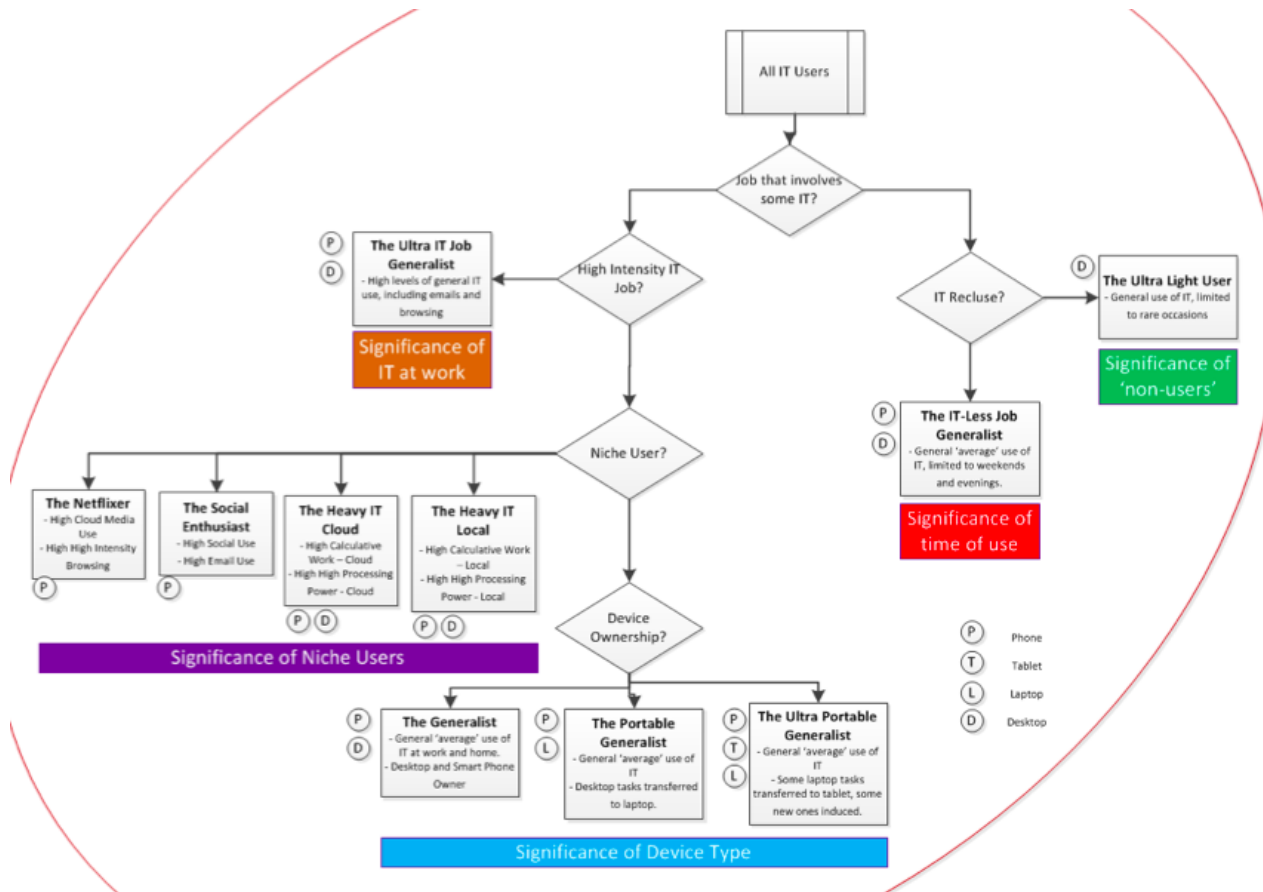 All IT Users
Job that involves
some IT?
P
D
The Ultra IT Job
Generalist
- High levels of general IT
use, including emails and
browsing
Significance of
IT at work
High Intensity IT
Job?
IT Recluse?
D
The Ultra Light User
- General use of IT, limited
to rare occasions
Significance of
'non-users'
P
D
The IT-Less Job
Generalist
- General 'average' use of
IT, limited to weekends
and evenings.
Significance of
time of use
Niche User?
The Netflixer
- High Cloud Media
Use
- High High Intensity
Browsing
P
The Social
Enthusiast
- High Social Use
- High Email Use
P
The Heavy IT
Cloud
- High Calculative
Work – Cloud
- High High Processing
Power - Cloud
P D
The Heavy IT
Local
- High Calculative Work
– Local
- High High Processing
Power - Local
P D
Significance of Niche Users
Device
Ownership?
P Phone
T Tablet
L Laptop
D Desktop
P
D
The Generalist
- General 'average' use of
IT at work and home.
- Desktop and Smart Phone
Owner
P
L
The Portable
Generalist
- General 'average' use of
IT
- Desktop tasks transferred
to laptop.
P
T
L
The Ultra Portable
Generalist
- General 'average' use of
IT
- Some laptop tasks
transferred to tablet, some
new ones induced.
Significance of Device Type